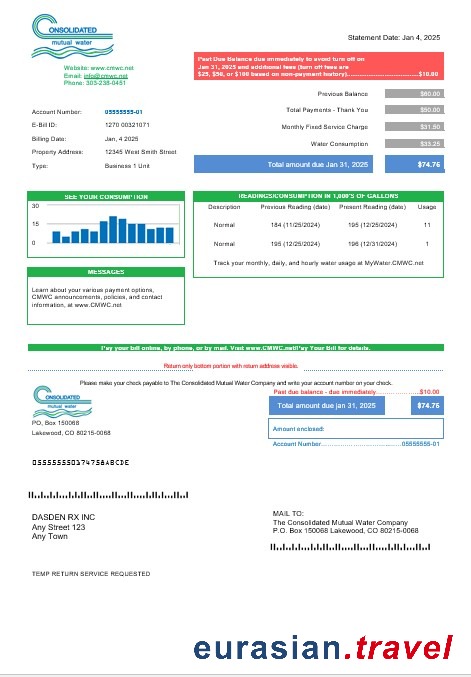 CONSOLIDATED
mutual water
Statement Date: Jan 4, 2025
Website: www.cmwc.net
Email: info@cmwc.net
Phone: 303-238-0451
Past Due Balance due immediately to avoid turn off on
Jan 31, 2025 and additional fees (turn off fees are
$25, $50, or $100 based on non-payment history)...$10.00
Previous Balance $60.00
Total Payments - Thank You $50.00
Monthly Fixed Service Charge $31.50
Water Consumption $33.25
Total amount due Jan 31, 2025 $74.76
Account Number: 05555555-01
E-Bill ID: 1270 00321071
Billing Date: Jan, 4 2025
Property Address: 12345 West Smith Street
Type: Business 1 Unit
SEE YOUR CONSUMPTION
30
15
0
READINGS/CONSUMPTION IN 1,000'S OF GALLONS
Description Previous Reading (date) Present Reading (date) Usage
Normal 184 (11/25/2024) 195 (12/25/2024) 11
Normal 195 (12/25/2024) 196 (12/31/2024) 1
Track your monthly, daily, and hourly water usage at MyWater.CMWC.net
MESSAGES
Learn about your various payment options,
CMWC announcements, policies, and contact
information, at www.CMWC.net
Pay your bill online, by phone, or by mail. Visit www.CMWC.net/Pay Your Bill for details.
Return only bottom portion with return address visible.
Please make your check payable to The Consolidated Mutual Water Company and write your account number on your check.
CONSOLIDATED
mutual water
PO, Box 150068
Lakewood, CO 80215-0068
Past due balance - due immediately...$10.00
Total amount due jan 31, 2025 $74.75
Amount enclosed:
Account Number...05555555-01
055555550174758ABCDE
DASDEN RX INC
Any Street 123
Any Town
MAIL TO:
The Consolidated Mutual Water Company
P.O. Box 150068 Lakewood, CO 80215-0068
TEMP RETURN SERVICE REQUESTED
eurasian.travel